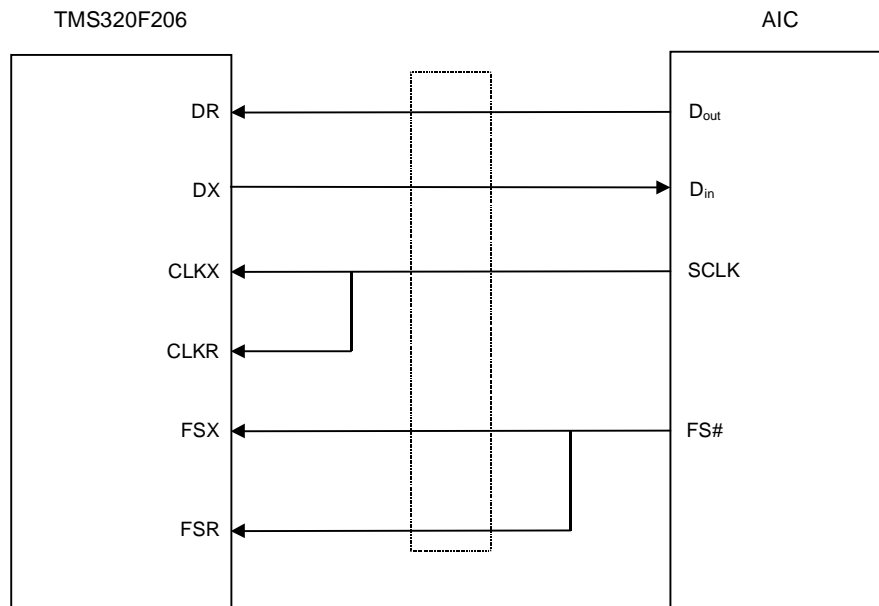 TMS320F206 AIC
DR Dout
DX Din
CLKX SCLK
CLKR
FSX FS#
FSR